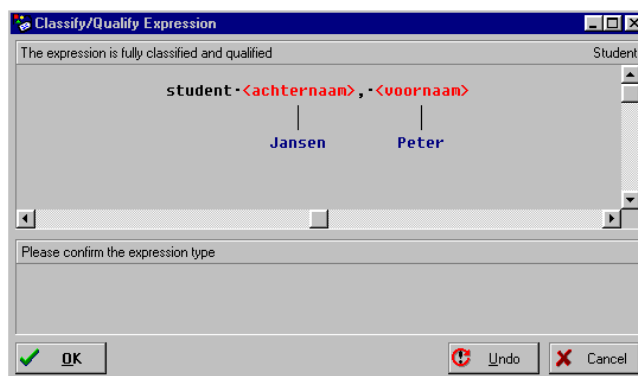 Classify/Qualify Expression
The expression is fully classified and qualified Student
student·<achternaam>,·<voornaam>
Jansen Peter
Please confirm the expression type
OK Undo Cancel